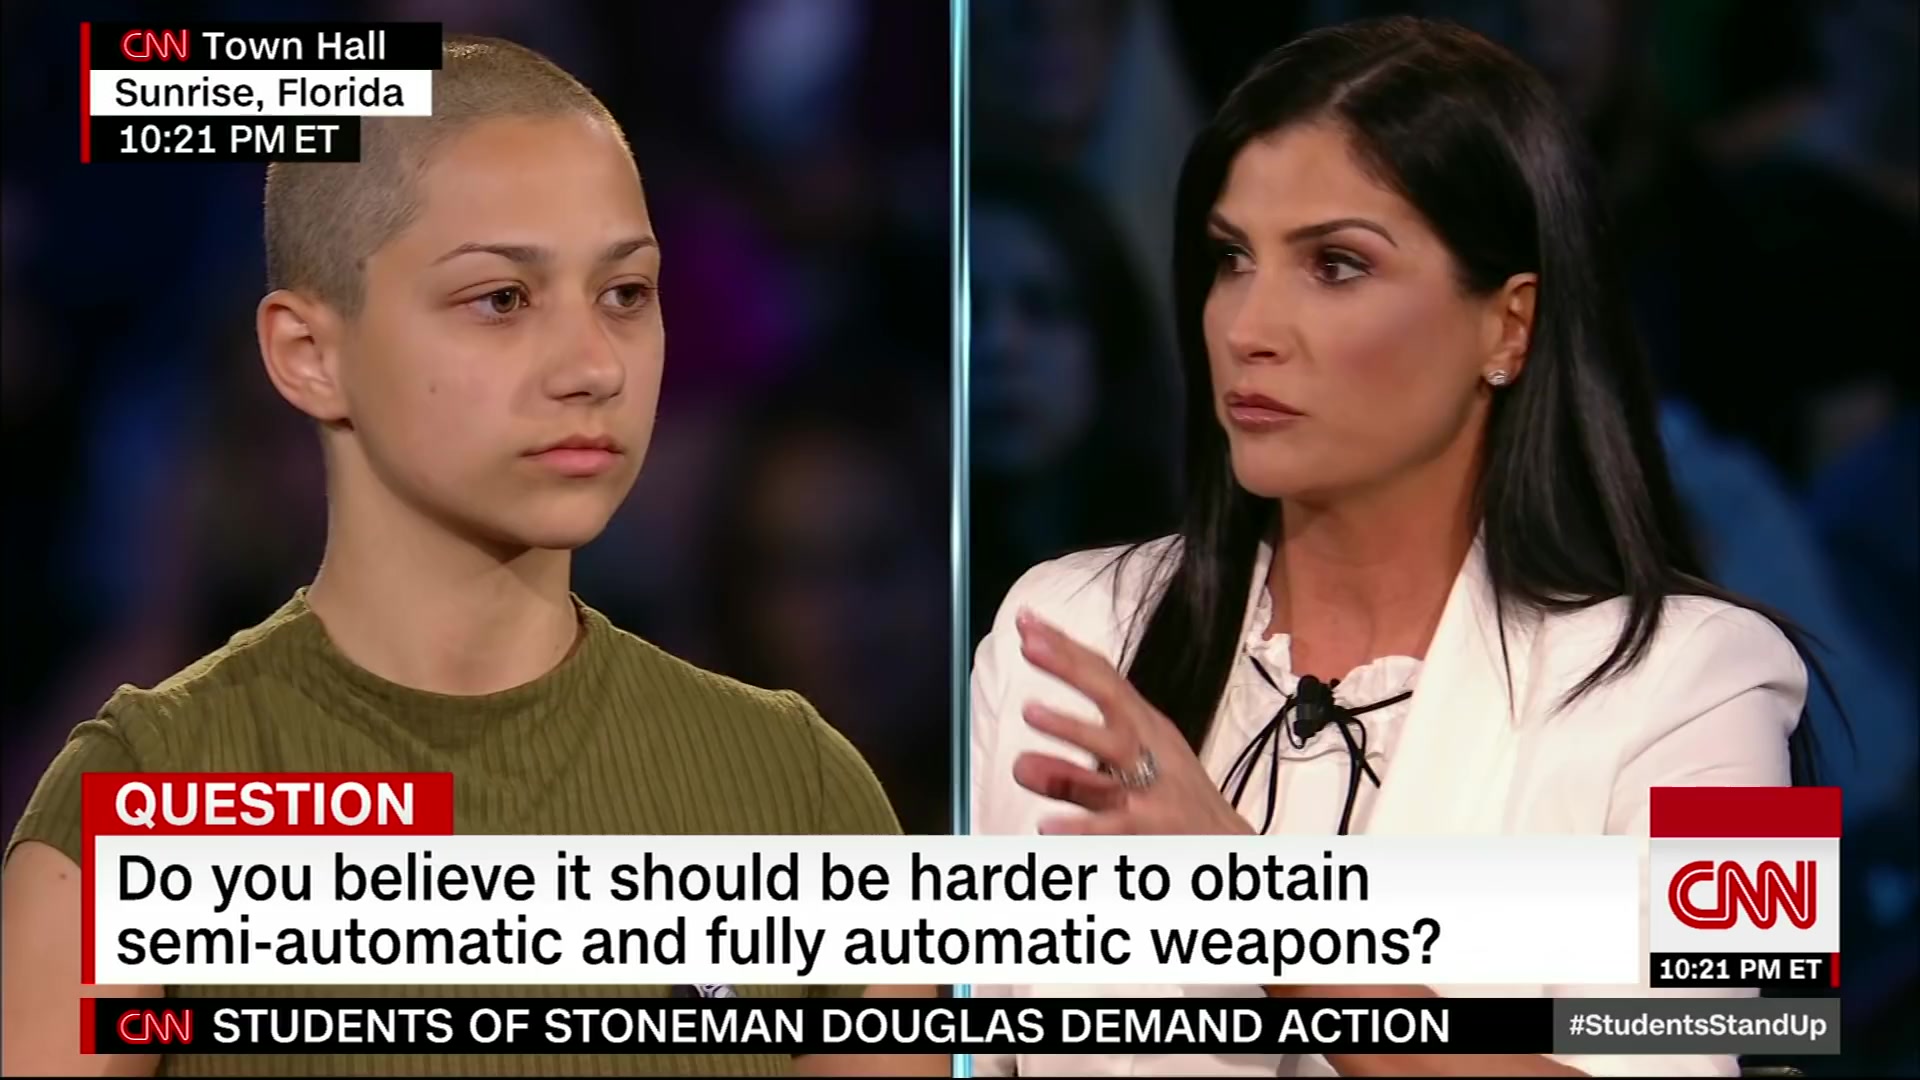 CNN Town Hall
Sunrise, Florida
10:21 PM ET
QUESTION
Do you believe it should be harder to obtain
semi-automatic and fully automatic weapons?
CNN
10:21 PM ET
CNN STUDENTS OF STONEMAN DOUGLAS DEMAND ACTION
#StudentsStandUp